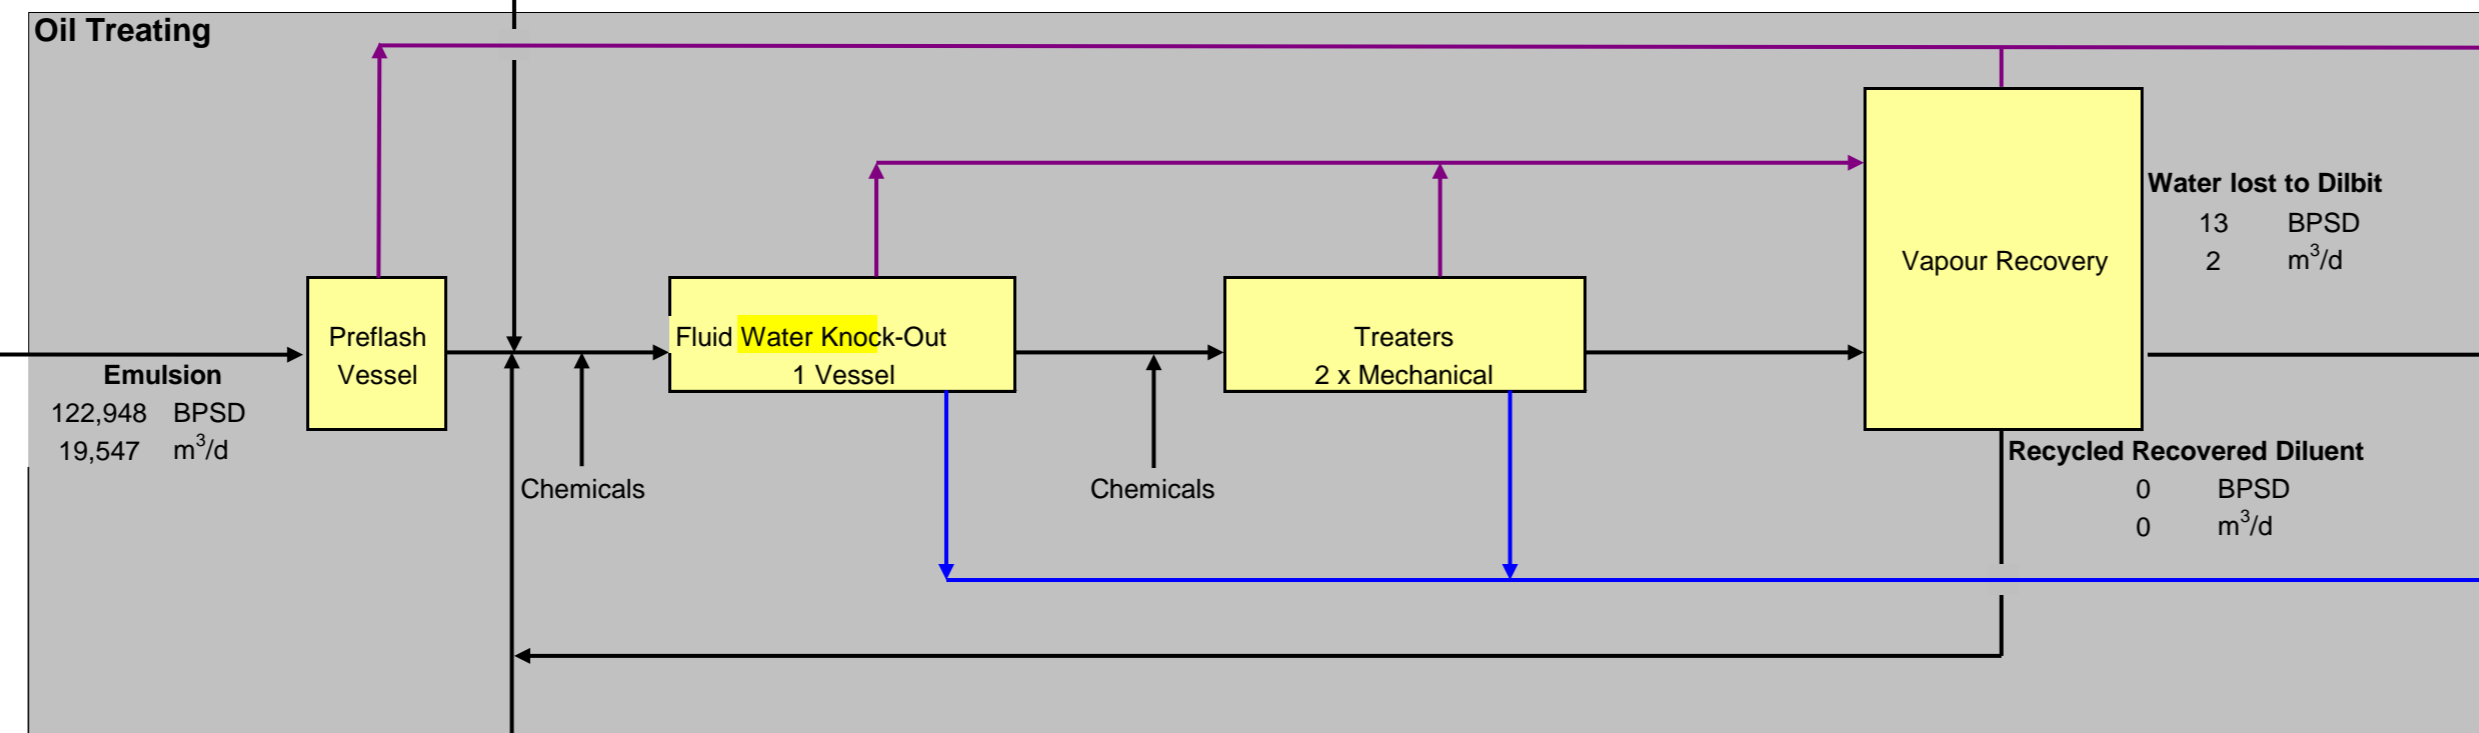 Oil Treating
Water lost to Dilbit
13 BPSD
2 m³/d
Vapour Recovery
Preflash
Vessel
Fluid Water Knock-Out
1 Vessel
Treaters
2 x Mechanical
Emulsion
122,948 BPSD
19,547 m³/d
Chemicals
Chemicals
Recycled Recovered Diluent
0 BPSD
0 m³/d